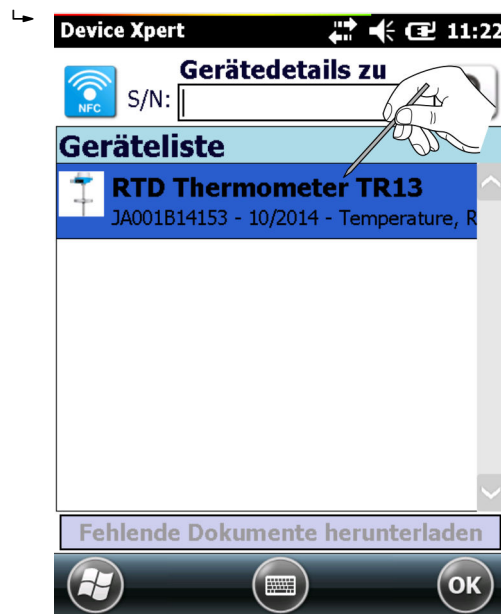 Device Xpert 11:22
Gerätedetails zu
NFC S/N:
Geräteliste
RTD Thermometer TR13
JA001B14153 - 10/2014 - Temperature, R
Fehlende Dokumente herunterladen
OK